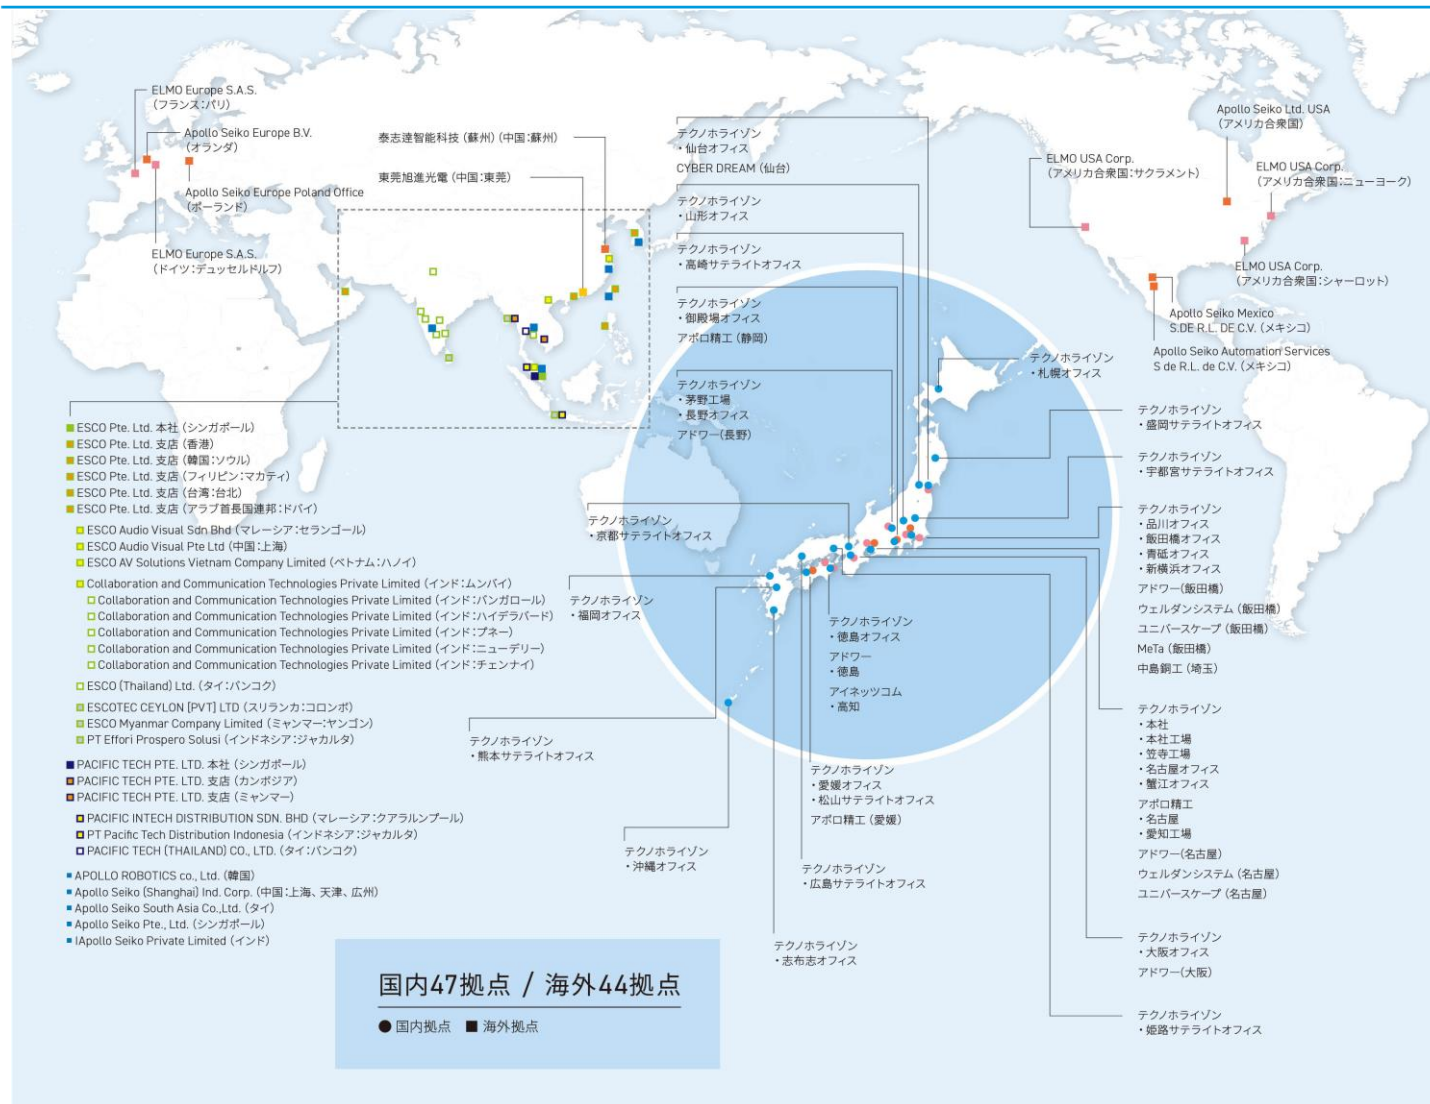 ELMO Europe S.A.S.
(フランス:パリ)
Apollo Seiko Europe B.V.
(オランダ)
Apollo Seiko Europe Poland Office
(ポーランド)
ELMO Europe S.A.S.
(ドイツ:デュッセルドルフ)
泰志達智能科技 (蘇州) (中国:蘇州)
東莞旭進光電 (中国:東莞)
テクノホライゾン
・仙台オフィス
CYBER DREAM (仙台)
テクノホライゾン
・山形オフィス
テクノホライゾン
・高崎サテライトオフィス
テクノホライゾン
・御殿場オフィス
アポロ精工 (静岡)
テクノホライゾン
・茅野工場
・長野オフィス
アドワー(長野)
テクノホライゾン
・京都サテライトオフィス
テクノホライゾン
・福岡オフィス
テクノホライゾン
・熊本サテライトオフィス
テクノホライゾン
・沖縄オフィス
テクノホライゾン
・志布志オフィス
テクノホライゾン
・広島サテライトオフィス
テクノホライゾン
・愛媛オフィス
・松山サテライトオフィス
アポロ精工 (愛媛)
テクノホライゾン
・徳島オフィス
アドワー
・徳島
アイネッツコム
・高知
ELMO USA Corp.
(アメリカ合衆国:サクラメント)
Apollo Seiko Ltd. USA
(アメリカ合衆国)
ELMO USA Corp.
(アメリカ合衆国:ニューヨーク)
ELMO USA Corp.
(アメリカ合衆国:シャーロット)
Apollo Seiko Mexico
S.DE R.L. DE C.V. (メキシコ)
Apollo Seiko Automation Services
S de R.L. de C.V. (メキシコ)
テクノホライゾン
・札幌オフィス
テクノホライゾン
・盛岡サテライトオフィス
テクノホライゾン
・宇都宮サテライトオフィス
テクノホライゾン
・品川オフィス
・飯田橋オフィス
・青砥オフィス
・新横浜オフィス
アドワー(飯田橋)
ウェルダンシステム (飯田橋)
ユニバースケープ (飯田橋)
MeTa (飯田橋)
中島銅工 (埼玉)
テクノホライゾン
・本社
・本社工場
・笠寺工場
・名古屋オフィス
・蟹江オフィス
アポロ精工
・名古屋
・愛知工場
アドワー(名古屋)
ウェルダンシステム (名古屋)
ユニバースケープ (名古屋)
テクノホライゾン
・大阪オフィス
アドワー(大阪)
テクノホライゾン
・姫路サテライトオフィス
ESCO Pte. Ltd. 本社 (シンガポール)
ESCO Pte. Ltd. 支店 (香港)
ESCO Pte. Ltd. 支店 (韓国:ソウル)
ESCO Pte. Ltd. 支店 (フィリピン:マカティ)
ESCO Pte. Ltd. 支店 (台湾:台北)
ESCO Pte. Ltd. 支店 (アラブ首長国連邦:ドバイ)
ESCO Audio Visual Sdn Bhd (マレーシア:セランゴール)
ESCO Audio Visual Pte Ltd (中国:上海)
ESCO AV Solutions Vietnam Company Limited (ベトナム:ハノイ)
Collaboration and Communication Technologies Private Limited (インド:ムンバイ)
Collaboration and Communication Technologies Private Limited (インド:バンガロール)
Collaboration and Communication Technologies Private Limited (インド:ハイデラバード)
Collaboration and Communication Technologies Private Limited (インド:プネー)
Collaboration and Communication Technologies Private Limited (インド:ニューデリー)
Collaboration and Communication Technologies Private Limited (インド:チェンナイ)
ESCO (Thailand) Ltd. (タイ:バンコク)
ESCOTEC CEYLON [PVT] LTD (スリランカ:コロンボ)
ESCO Myanmar Company Limited (ミャンマー:ヤンゴン)
PT Effori Prospero Solusi (インドネシア:ジャカルタ)
PACIFIC TECH PTE. LTD. 本社 (シンガポール)
PACIFIC TECH PTE. LTD. 支店 (カンボジア)
PACIFIC TECH PTE. LTD. 支店 (ミャンマー)
PACIFIC INTECH DISTRIBUTION SDN. BHD (マレーシア:クアラルンプール)
PT Pacific Tech Distribution Indonesia (インドネシア:ジャカルタ)
PACIFIC TECH (THAILAND) CO., LTD. (タイ:バンコク)
APOLLO ROBOTICS co., Ltd. (韓国)
Apollo Seiko (Shanghai) Ind. Corp. (中国:上海、天津、広州)
Apollo Seiko South Asia Co.,Ltd. (タイ)
Apollo Seiko Pte., Ltd. (シンガポール)
IApollo Seiko Private Limited (インド)
国内47拠点 / 海外44拠点
●国内拠点 ■海外拠点